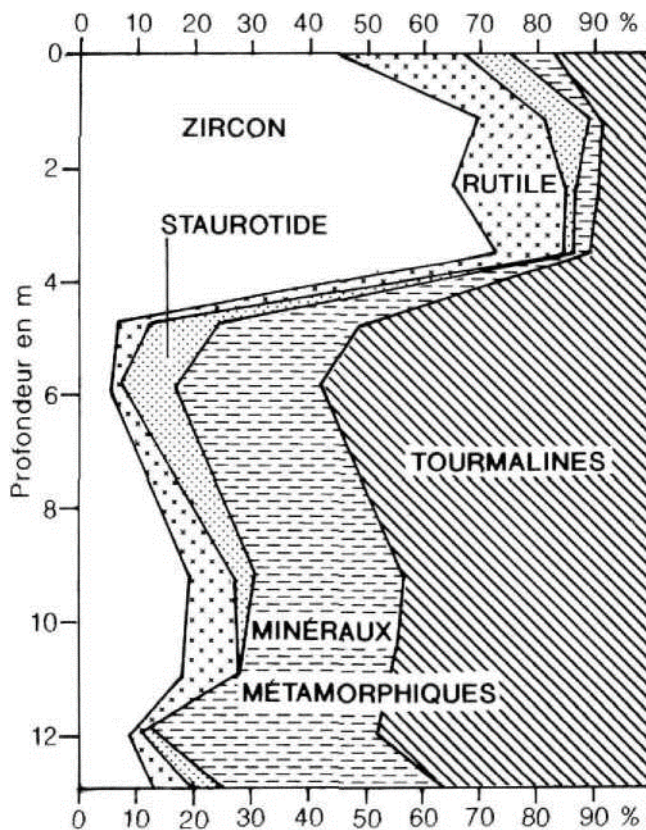 0 10 20 30 40 50 60 70 80 90 %
0
ZIRCON
2
RUTILE
STAUROTIDE
4
Profondeur en m
6
TOURMALINES
8
10
MINÉRAUX
MÉTAMORPHIQUES
12
0 10 20 30 40 50 60 70 80 90 %